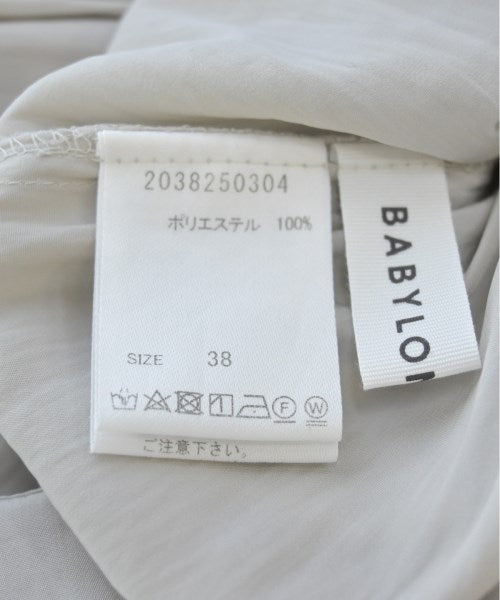 2038250304
ポリエステル 100%
SIZE 38
F W
ご注意下さい。
BABYLO